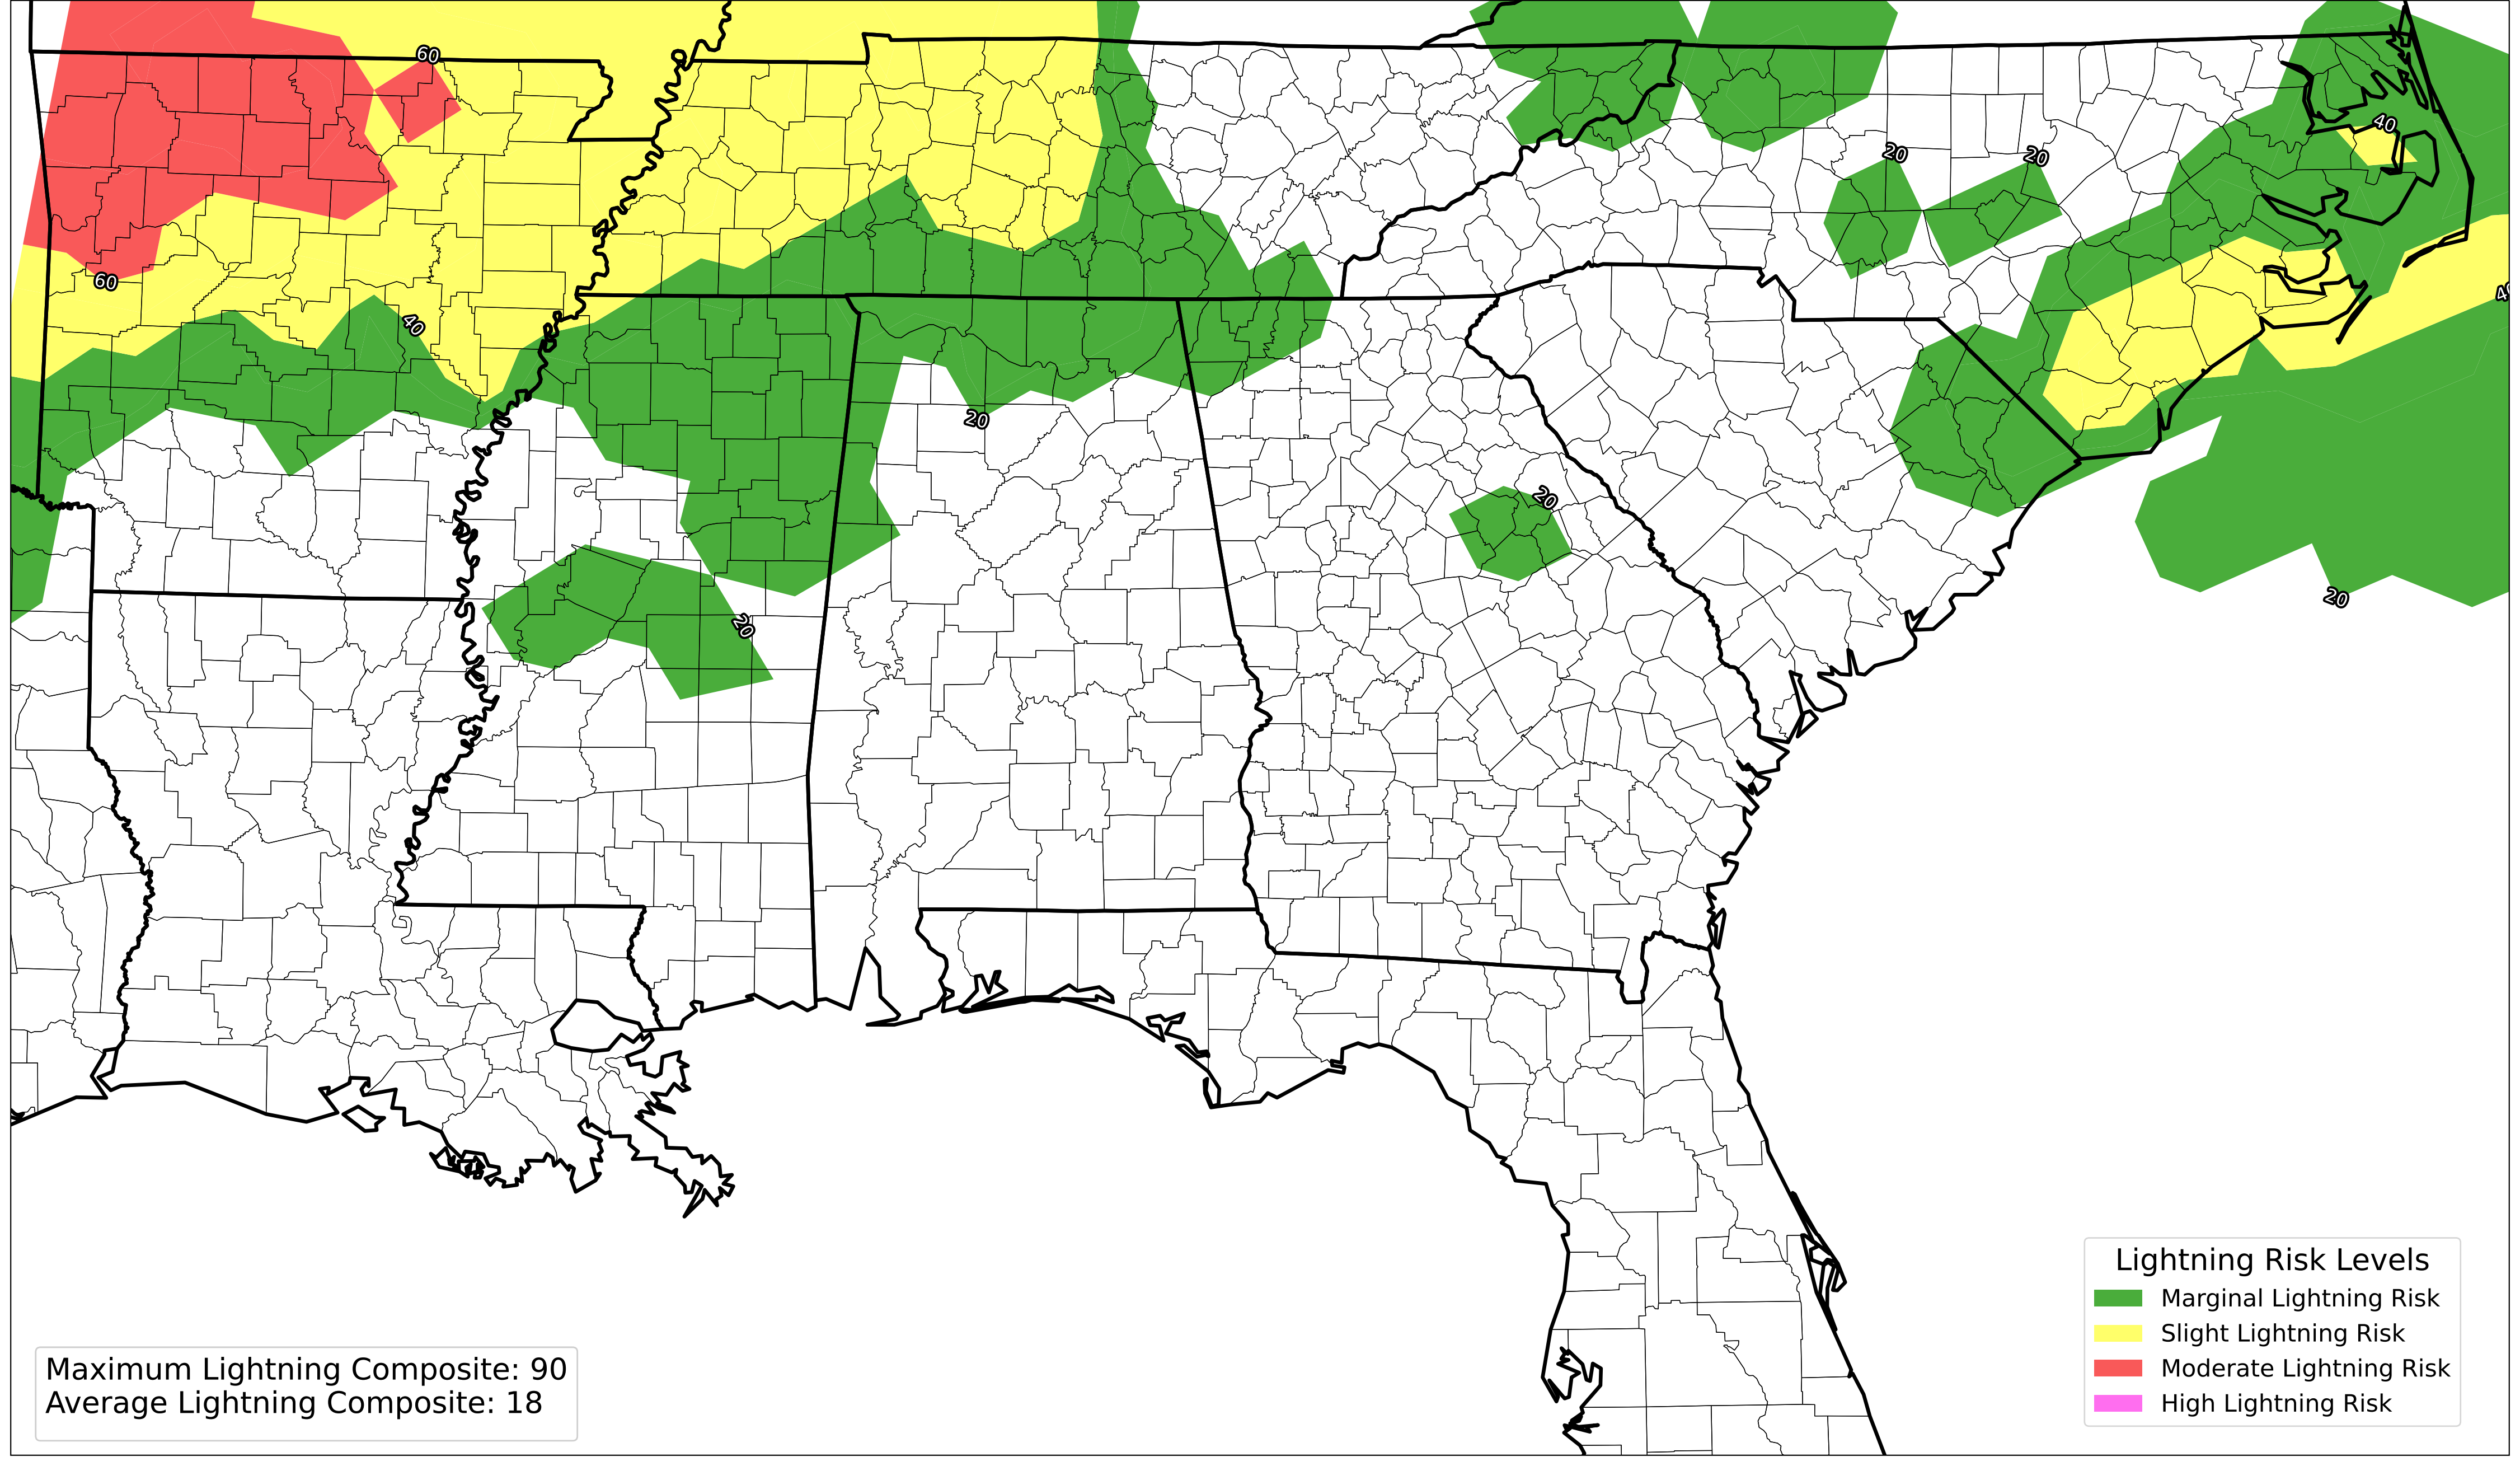 60
40
20
20
40
60
40
20
20
20
20
Lightning Risk Levels
Marginal Lightning Risk
Slight Lightning Risk
Moderate Lightning Risk
High Lightning Risk
Maximum Lightning Composite: 90
Average Lightning Composite: 18